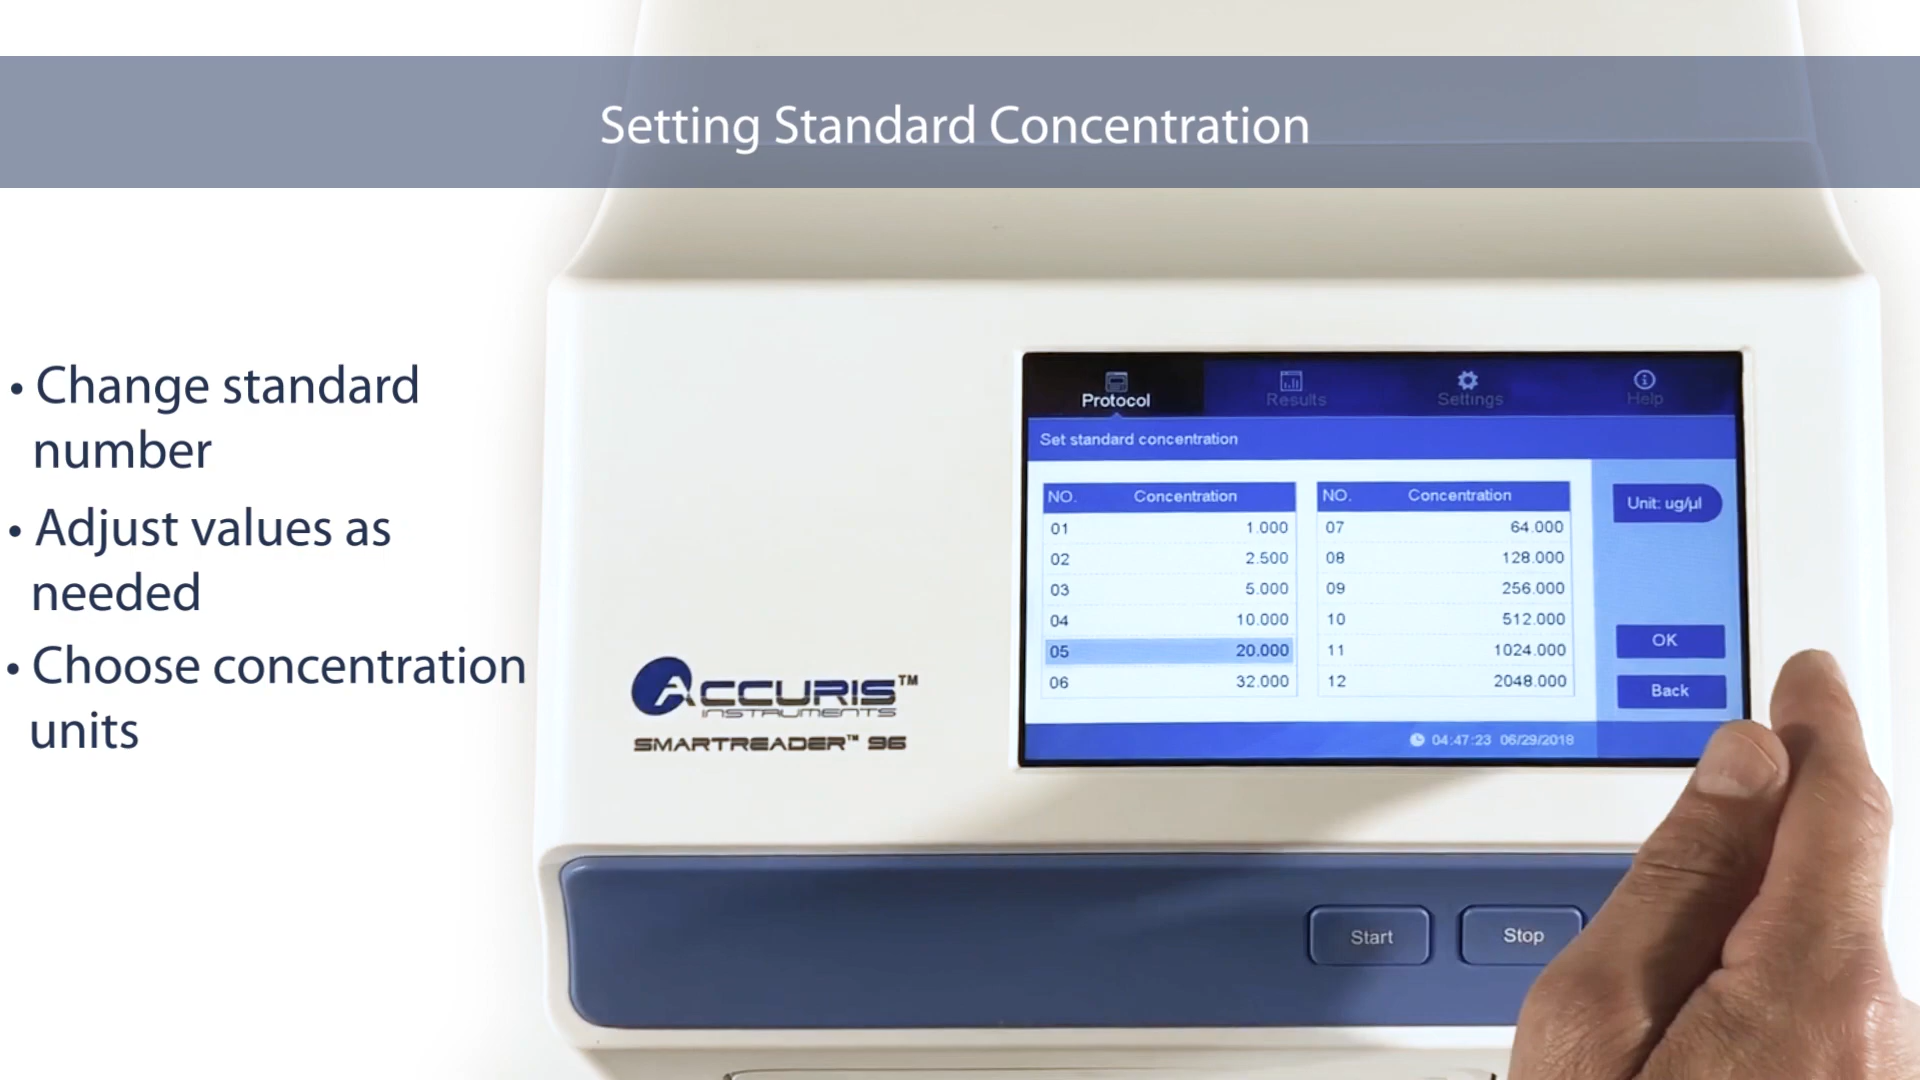 Setting Standard Concentration
• Change standard
number
• Adjust values as
needed
• Choose concentration
units
ACCURIS™
INSTRUMENTS
SMARTREADER™ 96
Protocol Results Settings Help
Set standard concentration
NO. Concentration NO. Concentration Unit: ug/µl
01 1.000 07 64.000
02 2.500 08 128.000
03 5.000 09 256.000
04 10.000 10 512.000
05 20.000 11 1024.000
06 32.000 12 2048.000
OK
Back
04:47:23 06/29/2018
Start Stop